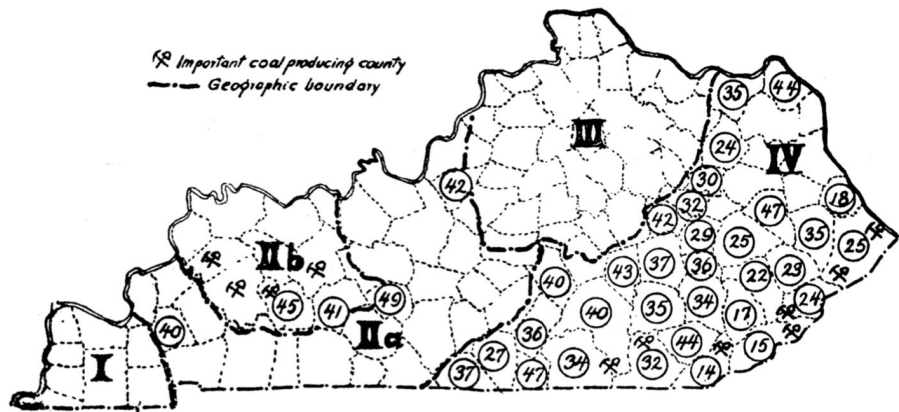 Important coal producing county
Geographic boundary
35 44
III
24 IV
30
42 18
32
42 47
29 35
25 25
IIb 37 36
43 22 23
40
49 34 24
45 41 40 35 17
40 36 IIa
44 15
I 27 34 32 14
37 47